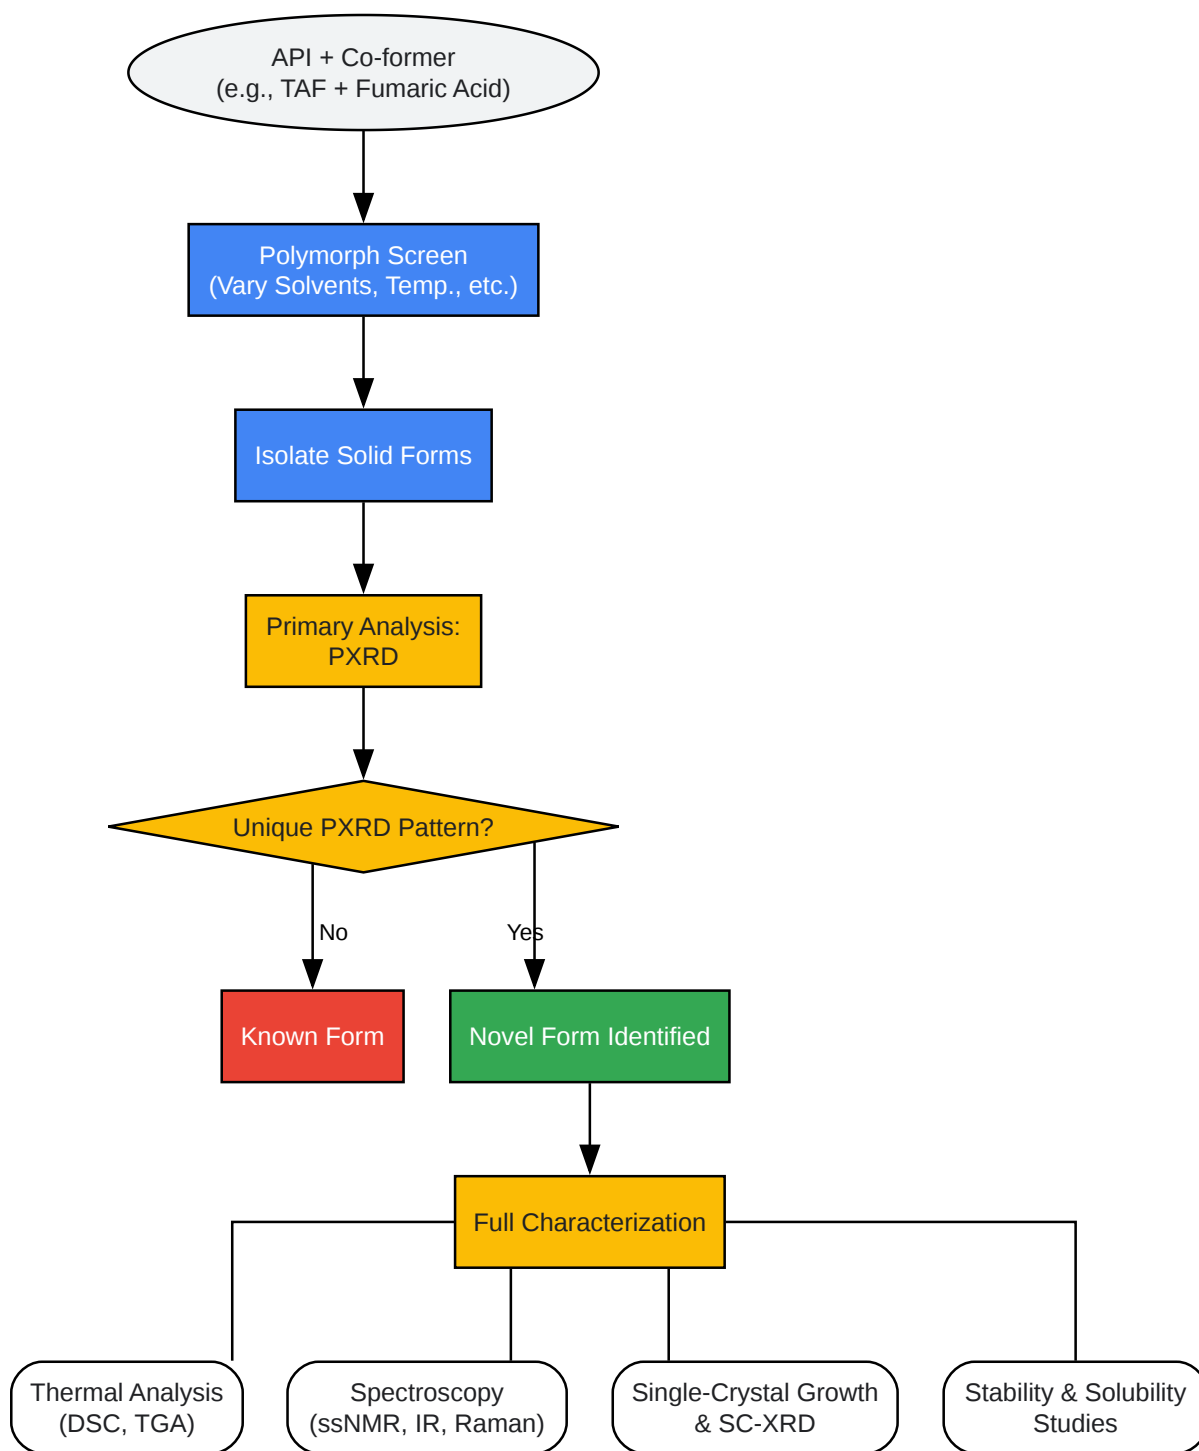 API + Co-former
(e.g., TAF + Fumaric Acid)
Polymorph Screen
(Vary Solvents, Temp., etc.)
Isolate Solid Forms
Primary Analysis:
PXRD
Unique PXRD Pattern?
No
Yes
Known Form
Novel Form Identified
Full Characterization
Thermal Analysis
(DSC, TGA)
Spectroscopy
(ssNMR, IR, Raman)
Single-Crystal Growth
& SC-XRD
Stability & Solubility
Studies